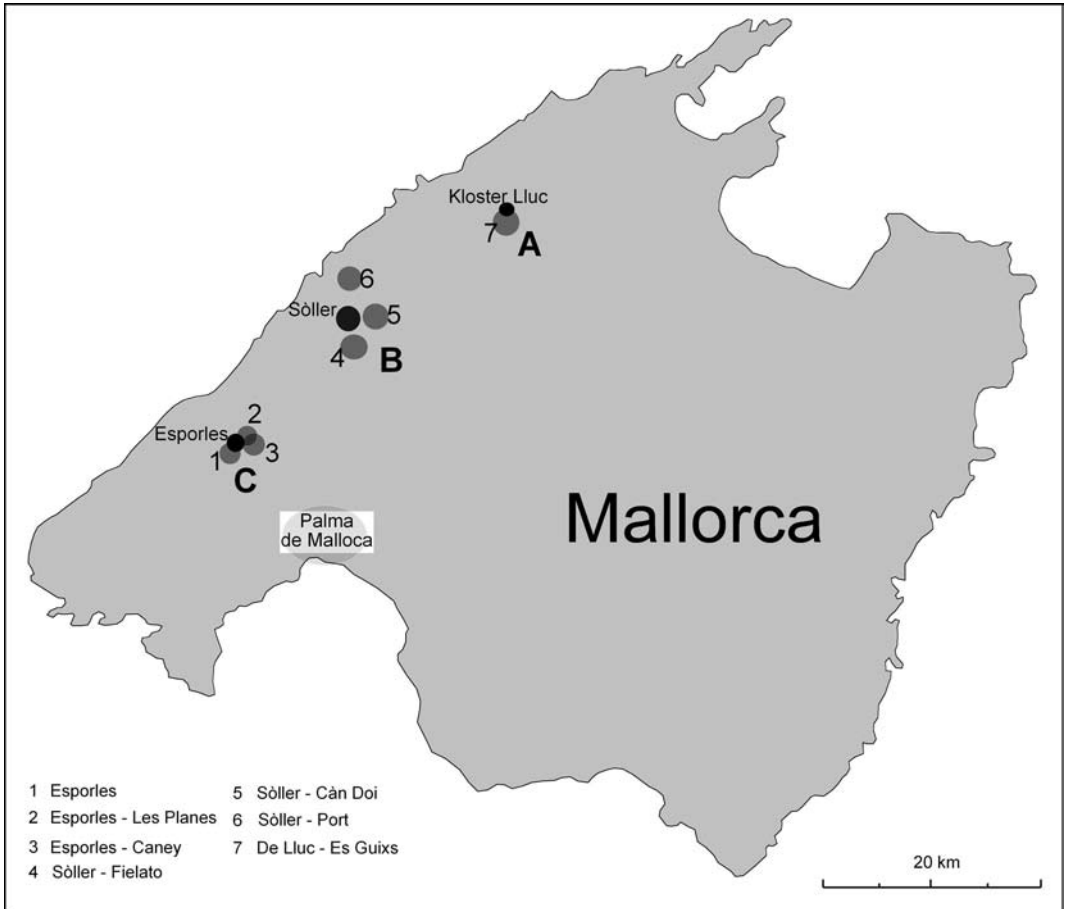 Kloster Lluc
7
A
6
Sòller
5
4
B
2
Esporles
3
1
C
Palma
de Malloca
Mallorca
1 Esporles
2 Esporles - Les Planes
3 Esporles - Caney
4 Sòller - Fielato
5 Sòller - Càn Doi
6 Sòller - Port
7 De Lluc - Es Guixs
20 km